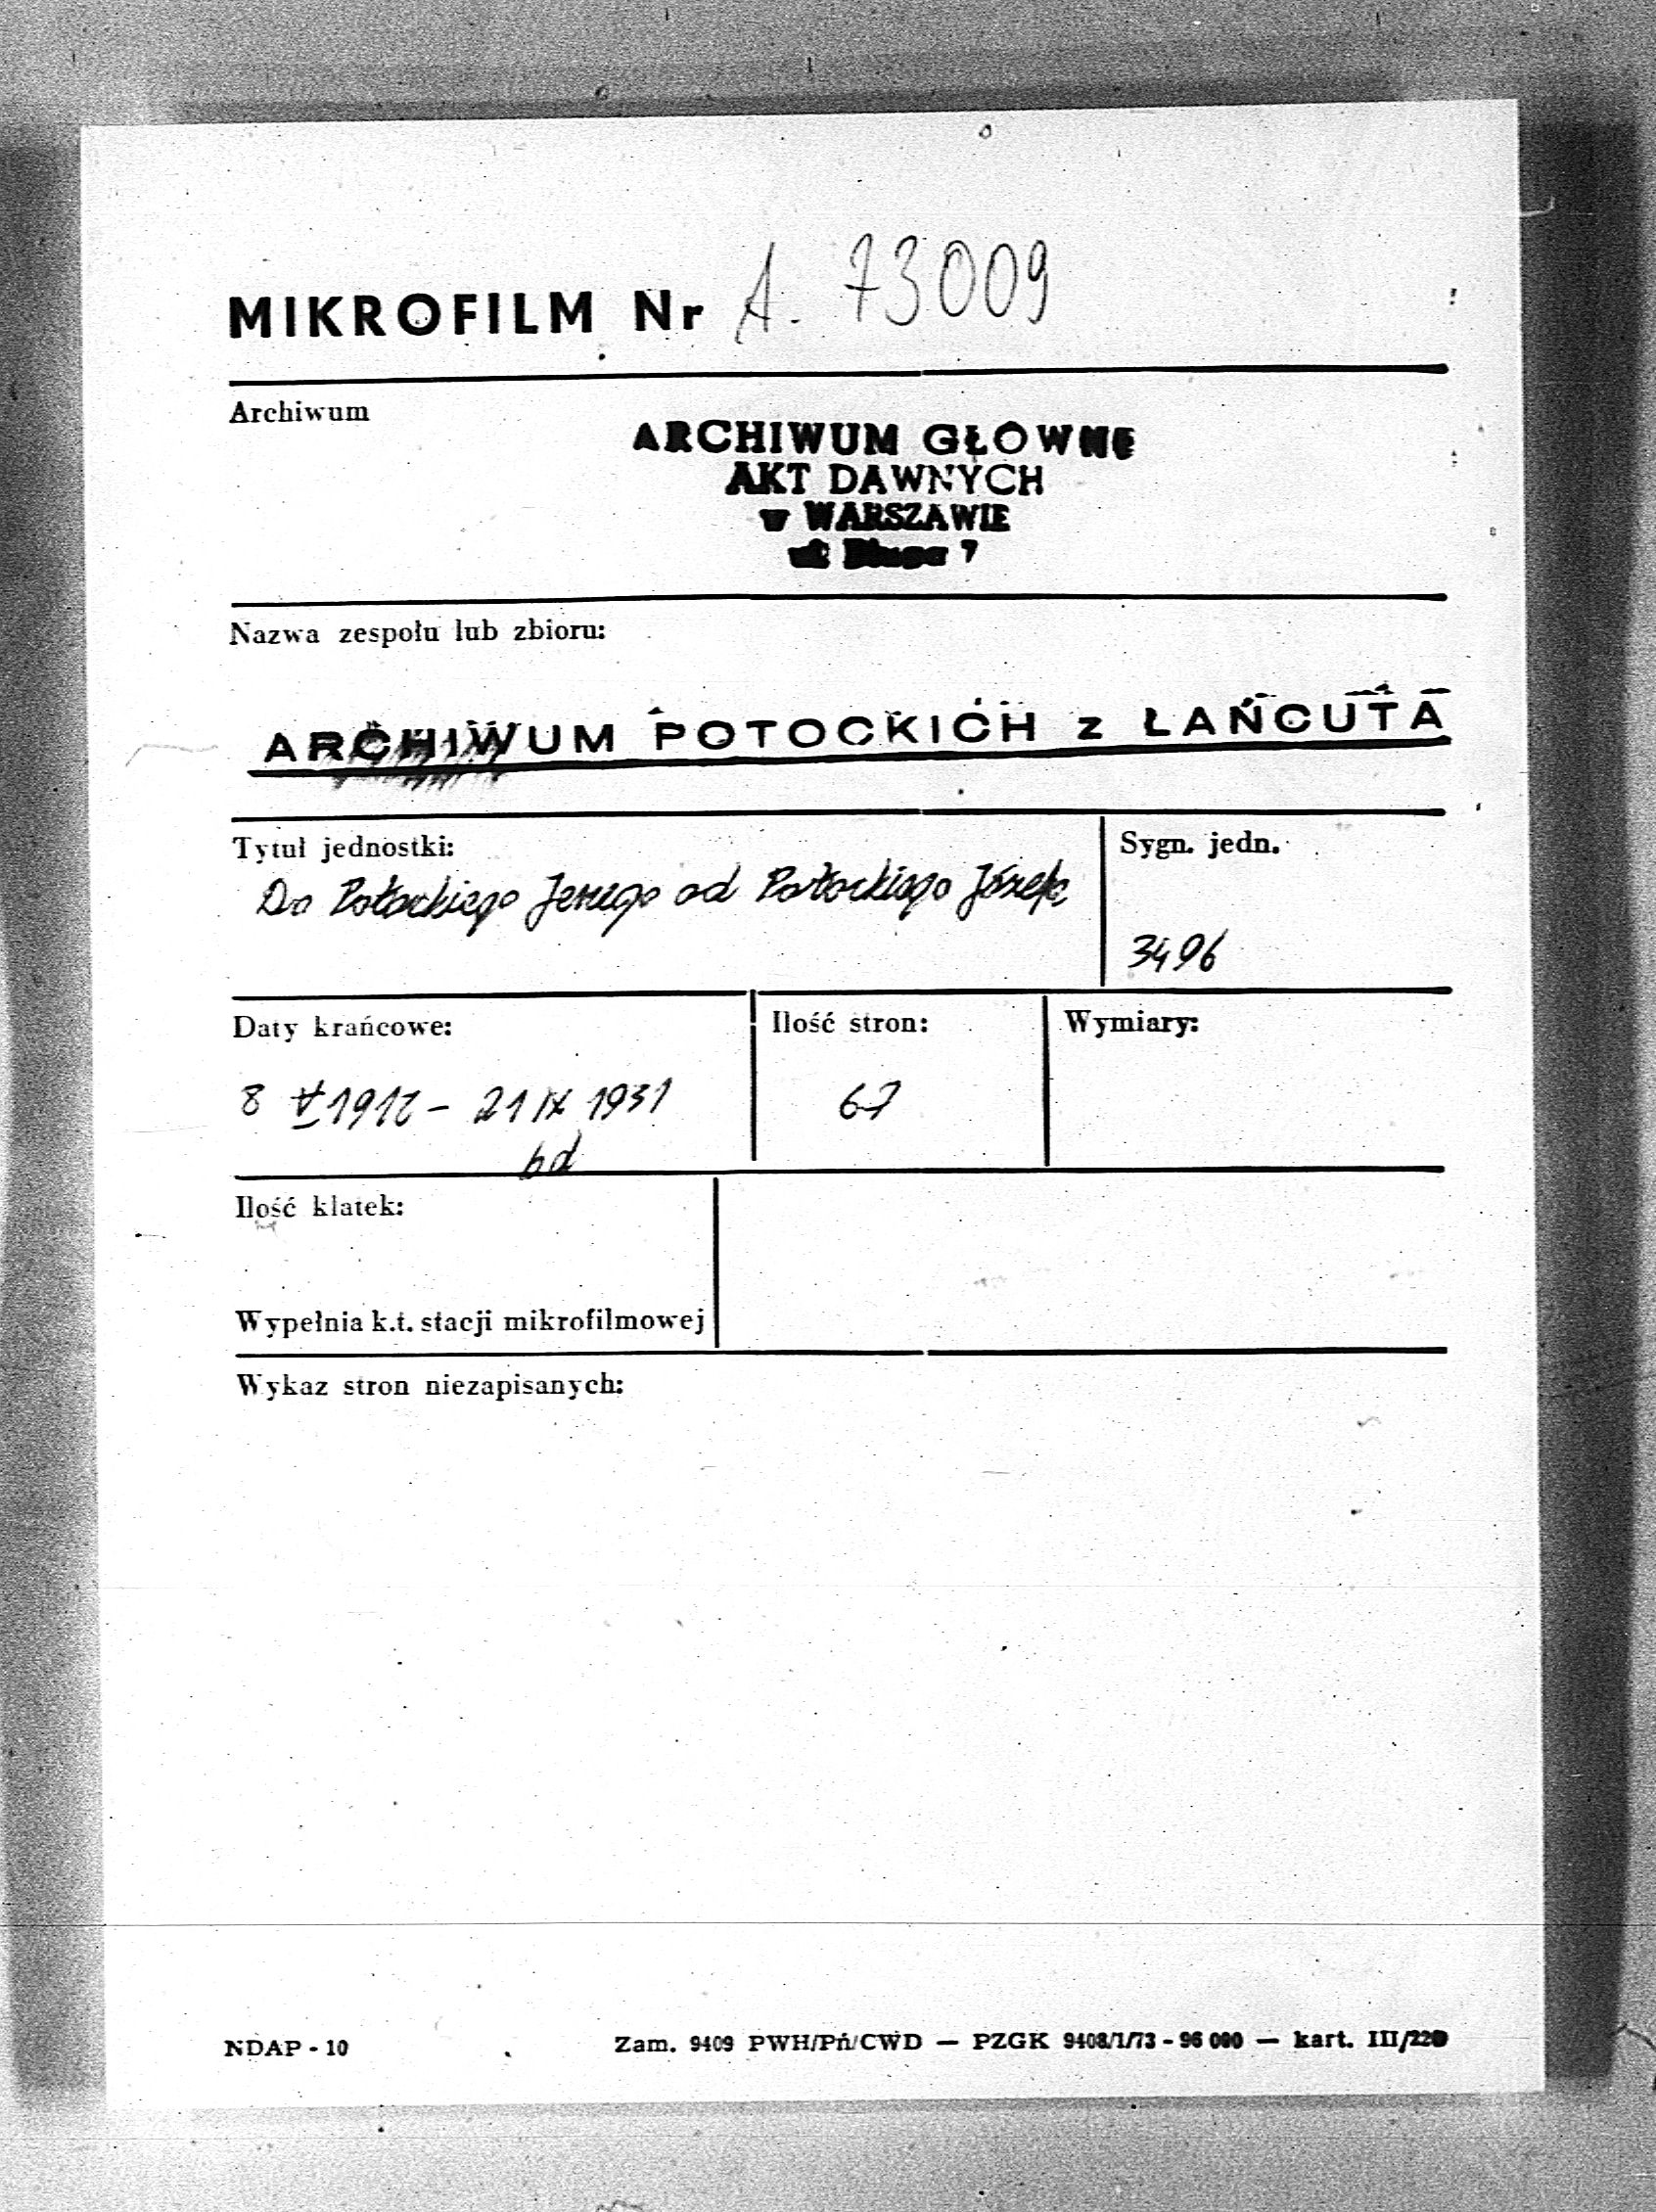 MIKROFILM Nr A. 73009
Archiwum
ARCHIWUM GŁÓWNE
AKT DAWNYCH
w WARSZAWIE
ul. Długa 7
Nazwa zespołu lub zbioru:
ARCHIWUM POTOCKICH z ŁAŃCUTA
Tytuł jednostki:
Sygn. jedn.
Do Potockiego Jerzego od Potockiego Józefa
3496
Daty krańcowe:
Ilość stron:
Wymiary:
8 V - 21 IX 1931
67
bd
Ilość klatek:
Wypełnia k.t. stacji mikrofilmowej
Wykaz stron niezapisanych:
NDAP - 10
Zam. 9409 PWH/Pń/CWD — PZGK 9408/1/73 - 96 000 — kart. III/220